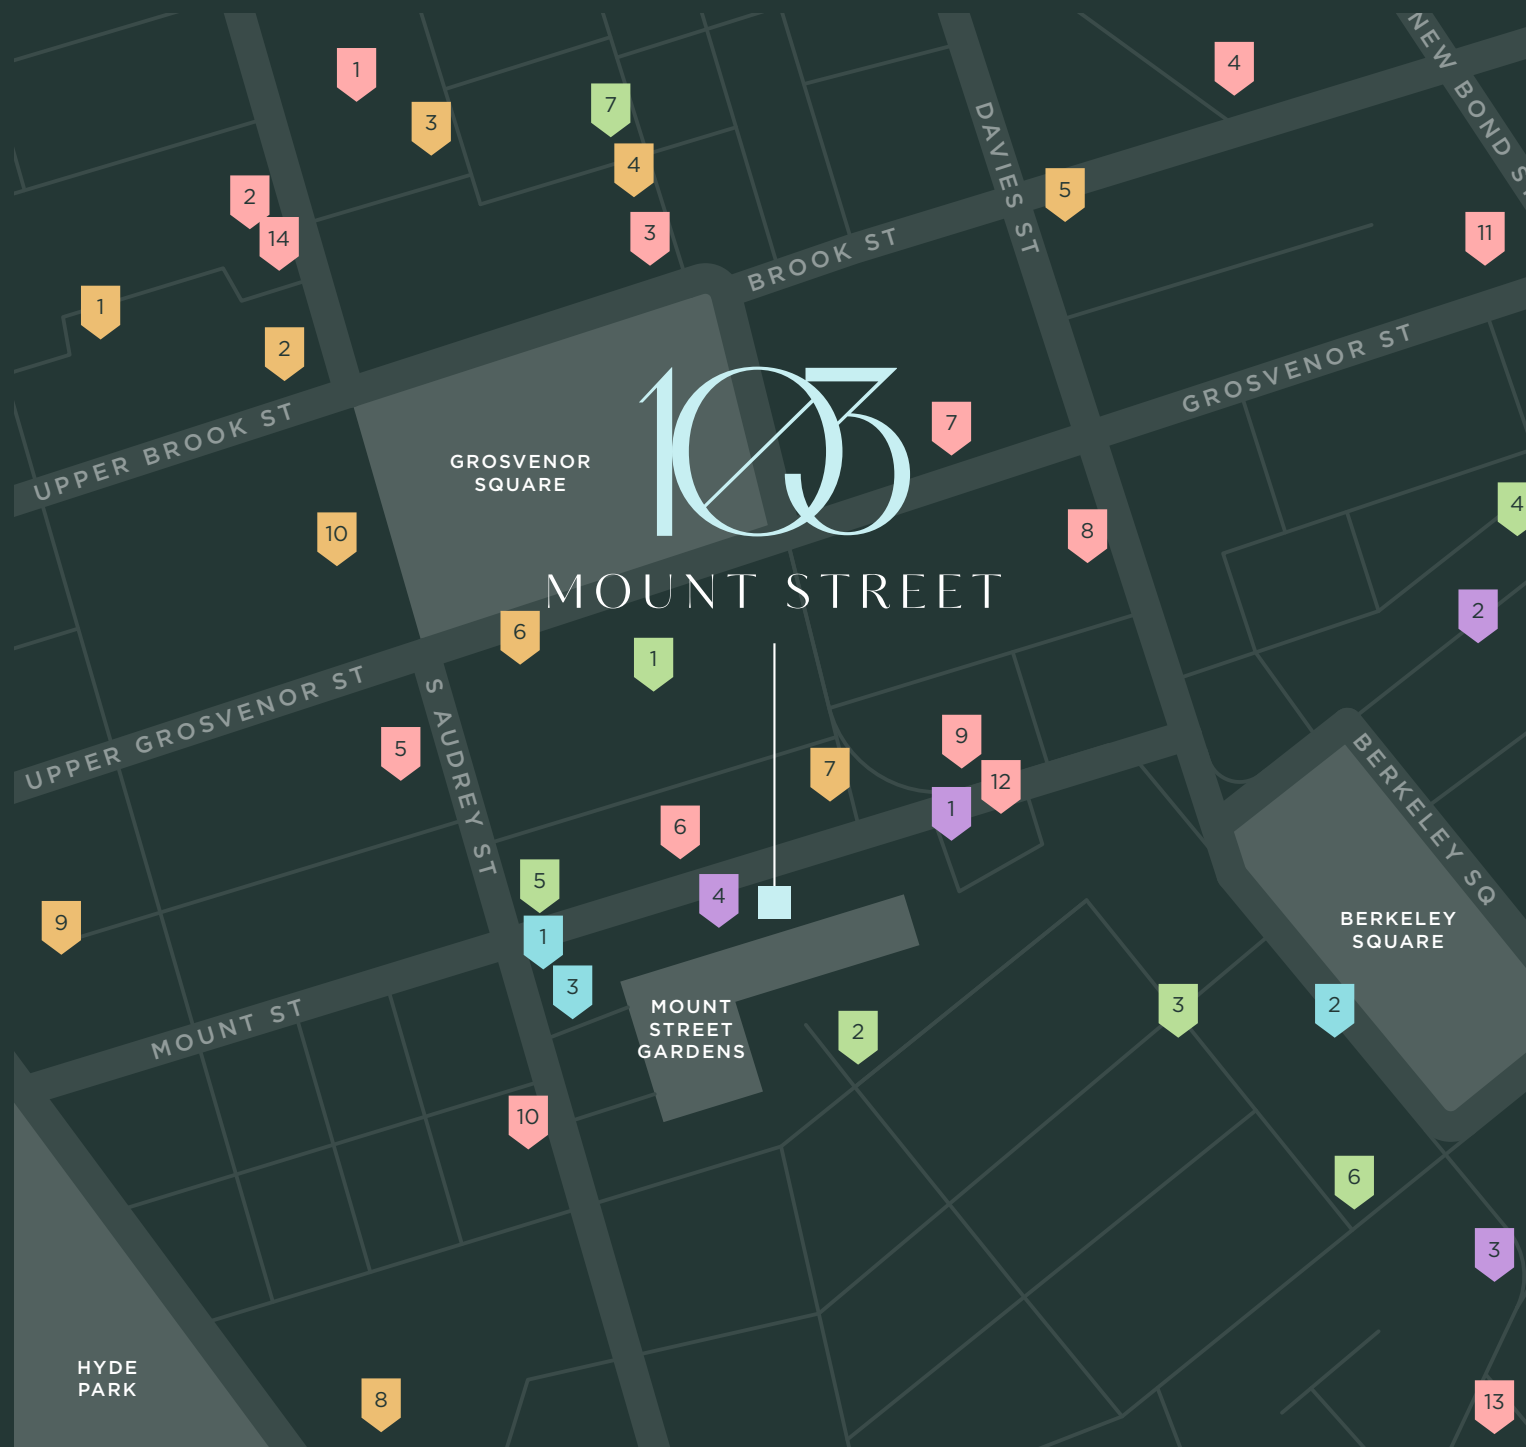 NEW BOND ST
1
4
3
7
DAVIES ST
4
2
5
14
3
11
BROOK ST
1
2
GROSVENOR ST
103
UPPER BROOK ST
7
GROSVENOR
SQUARE
4
10
8
MOUNT STREET
2
6
1
UPPER GROSVENOR ST
S AUDREY ST
5
9
BERKELEY SQ
7
12
1
6
5
4
9
1
BERKELEY
SQUARE
3
MOUNT ST
MOUNT
STREET
GARDENS
2
3
2
10
6
3
HYDE
PARK
8
13